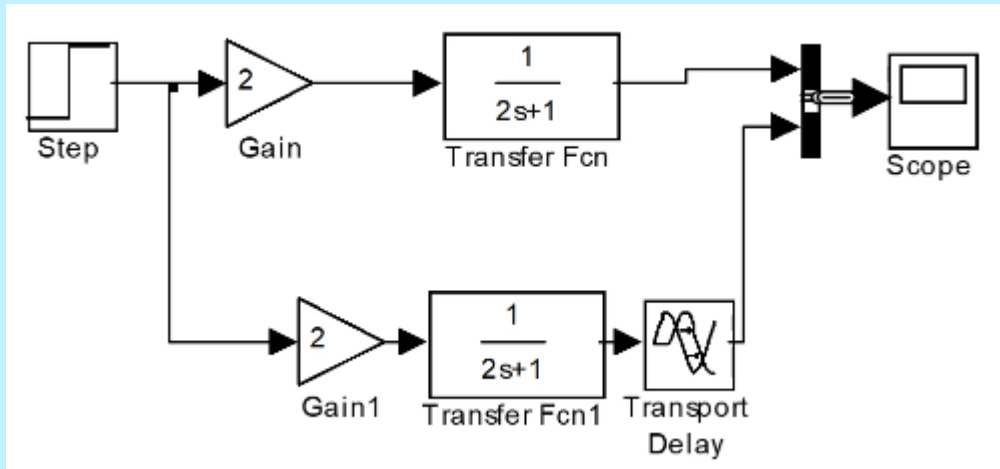 2
1
2s+1
Step
Gain
Transfer Fcn
Scope
2
1
2s+1
Gain1
Transfer Fcn1
Transport
Delay